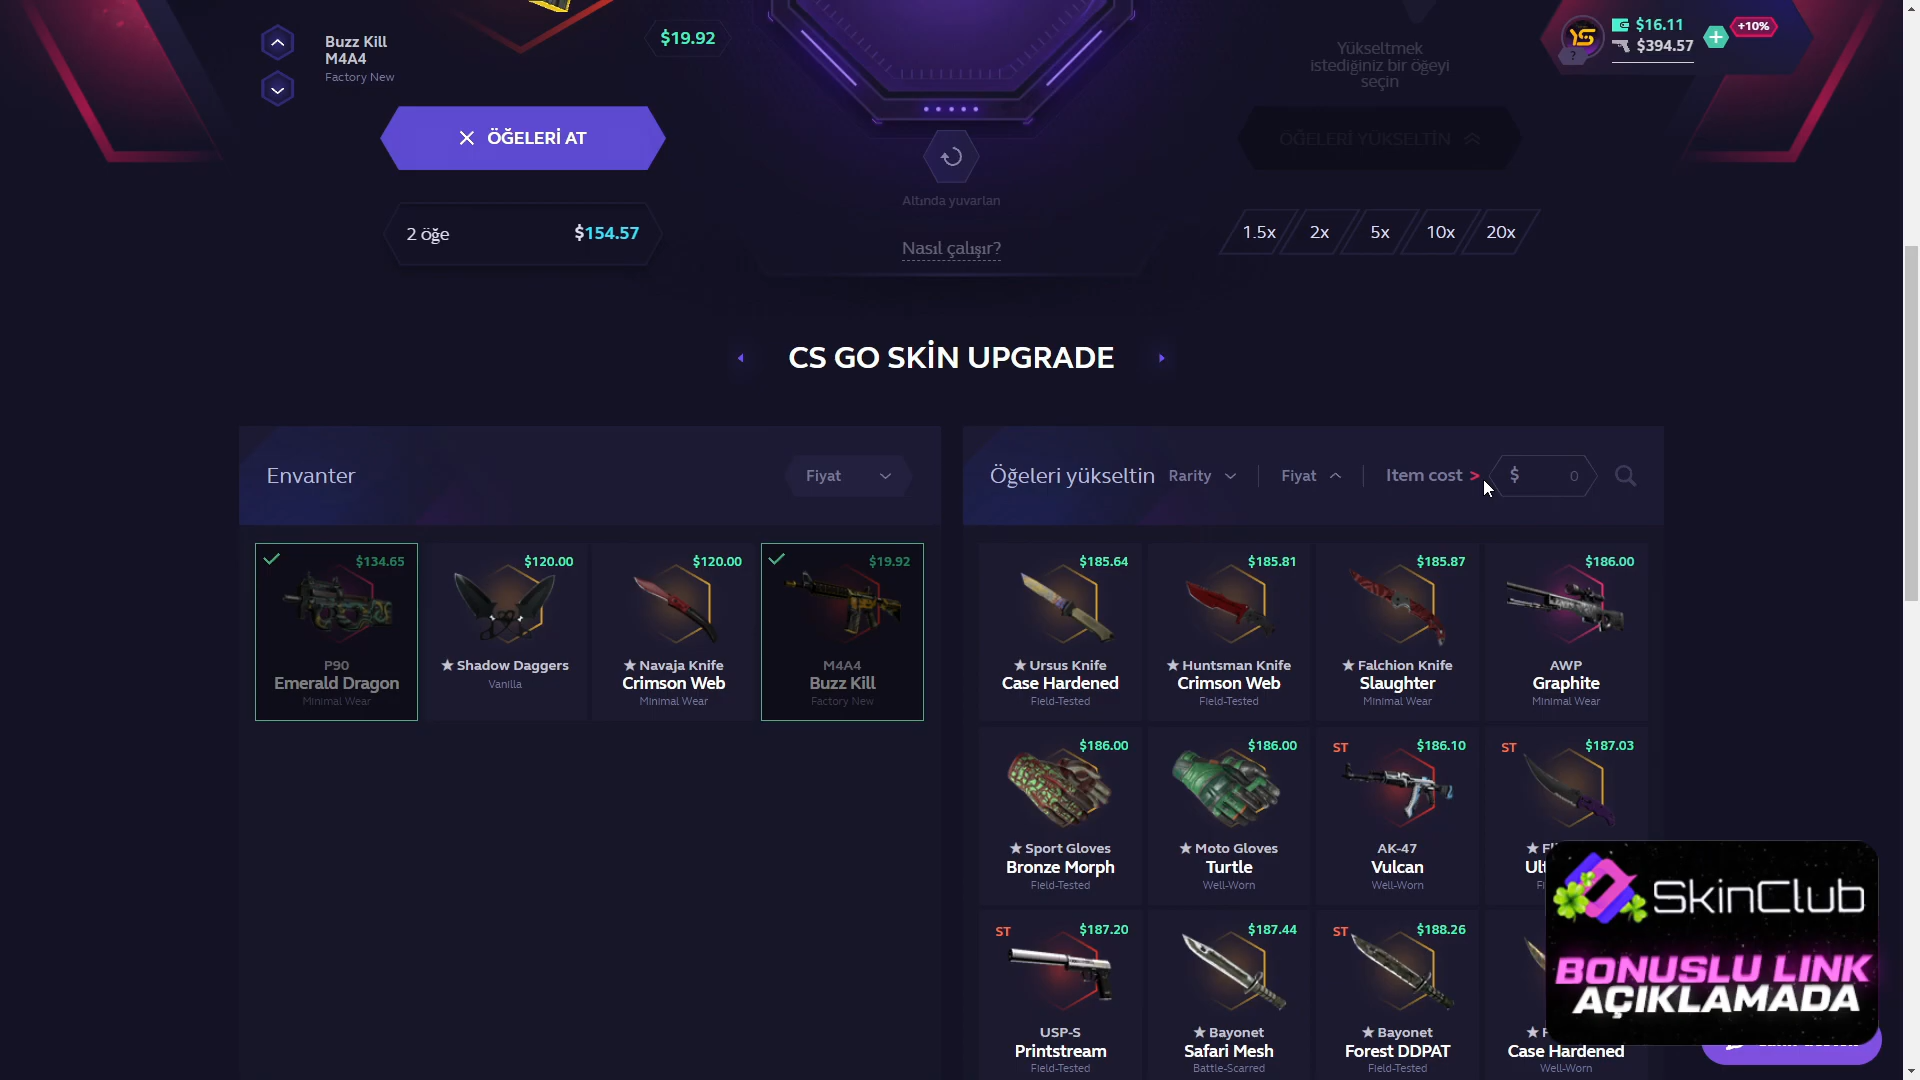 Buzz Kill
M4A4
Factory New
$19.92
Yükseltmek
istediğiniz bir öğeyi
seçin
$16.11
$394.57
+10%
YS
?
ÖĞELERİ AT
ÖĞELERİ YÜKSELTİN
Altında yuvarlan
Nasıl çalışır?
2 öğe
$154.57
1.5x
2x
5x
10x
20x
CS GO SKİN UPGRADE
Envanter
Fiyat
Öğeleri yükseltin
Rarity
Fiyat
Item cost >
$ 0
$134.65
P90
Emerald Dragon
Minimal Wear
$120.00
★ Shadow Daggers
Vanilla
$120.00
★ Navaja Knife
Crimson Web
Minimal Wear
$19.92
M4A4
Buzz Kill
Factory New
$185.64
★ Ursus Knife
Case Hardened
Field-Tested
$185.81
★ Huntsman Knife
Crimson Web
Field-Tested
$185.87
★ Falchion Knife
Slaughter
Minimal Wear
$186.00
AWP
Graphite
Minimal Wear
$186.00
★ Sport Gloves
Bronze Morph
Field-Tested
$186.00
★ Moto Gloves
Turtle
Well-Worn
ST
$186.10
AK-47
Vulcan
Well-Worn
ST
$187.03
ST
$187.20
USP-S
Printstream
Field-Tested
$187.44
★ Bayonet
Safari Mesh
Battle-Scarred
ST
$188.26
★ Bayonet
Forest DDPAT
Field-Tested
Case Hardened
Well-Worn
SKINCLUB
BONUSLU LINK
AÇIKLAMADA